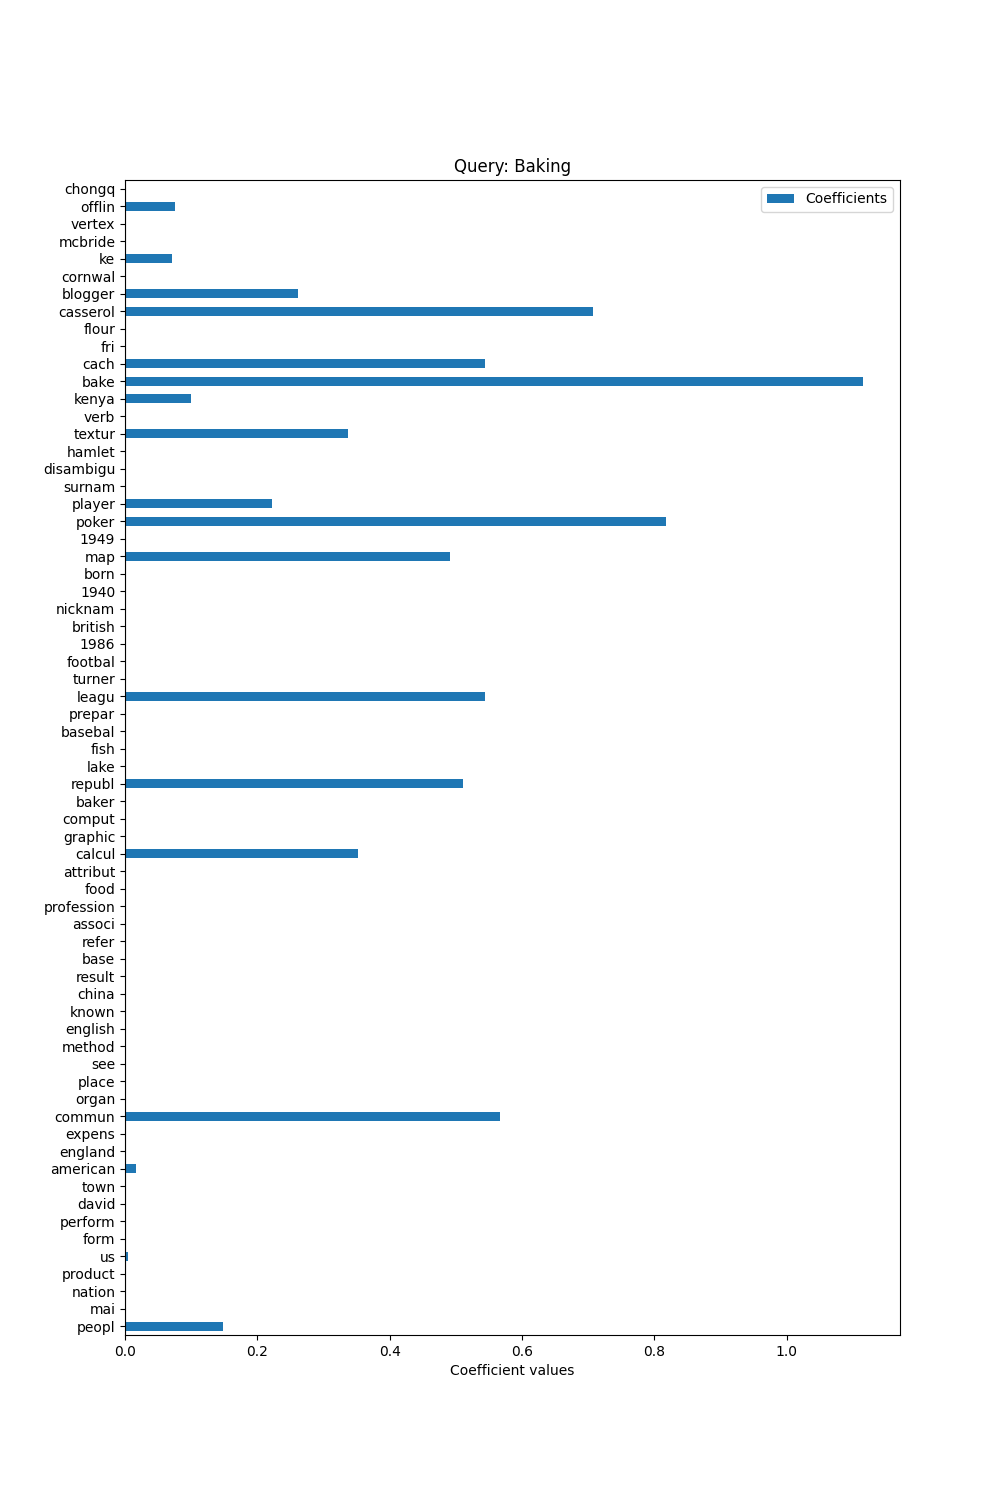 Query: Baking
Coefficients
chongq
offlin
vertex
mcbride
ke
cornwal
blogger
casserol
flour
fri
cach
bake
kenya
verb
textur
hamlet
disambigu
surnam
player
poker
1949
map
born
1940
nicknam
british
1986
footbal
turner
leagu
prepar
basebal
fish
lake
republ
baker
comput
graphic
calcul
attribut
food
profession
associ
refer
base
result
china
known
english
method
see
place
organ
commun
expens
england
american
town
david
perform
form
us
product
nation
mai
peopl
0.0 0.2 0.4 0.6 0.8 1.0
Coefficient values